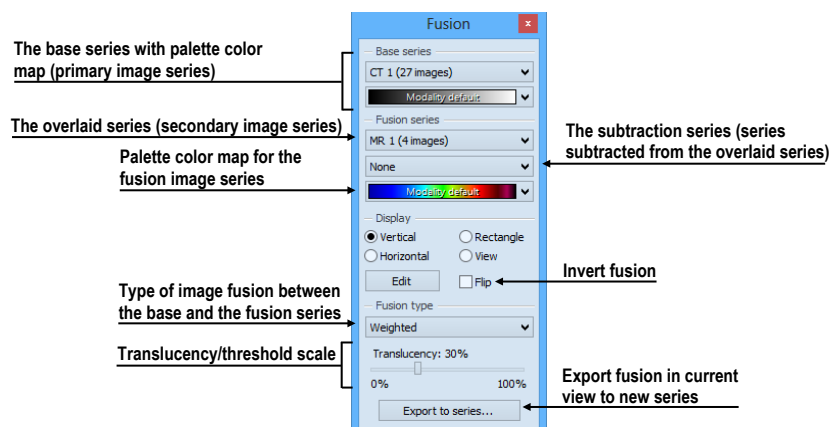 Fusion
x
The base series with palette color
map (primary image series)
Base series
CT 1 (27 images)
Modality default
The overlaid series (secondary image series)
Fusion series
MR 1 (4 images)
None
Modality default
The subtraction series (series
subtracted from the overlaid series)
Palette color map for the
fusion image series
Display
Vertical
Rectangle
Horizontal
View
Edit
Flip
Invert fusion
Type of image fusion between
the base and the fusion series
Fusion type
Weighted
Translucency/threshold scale
Translucency: 30%
0%
100%
Export to series...
Export fusion in current
view to new series